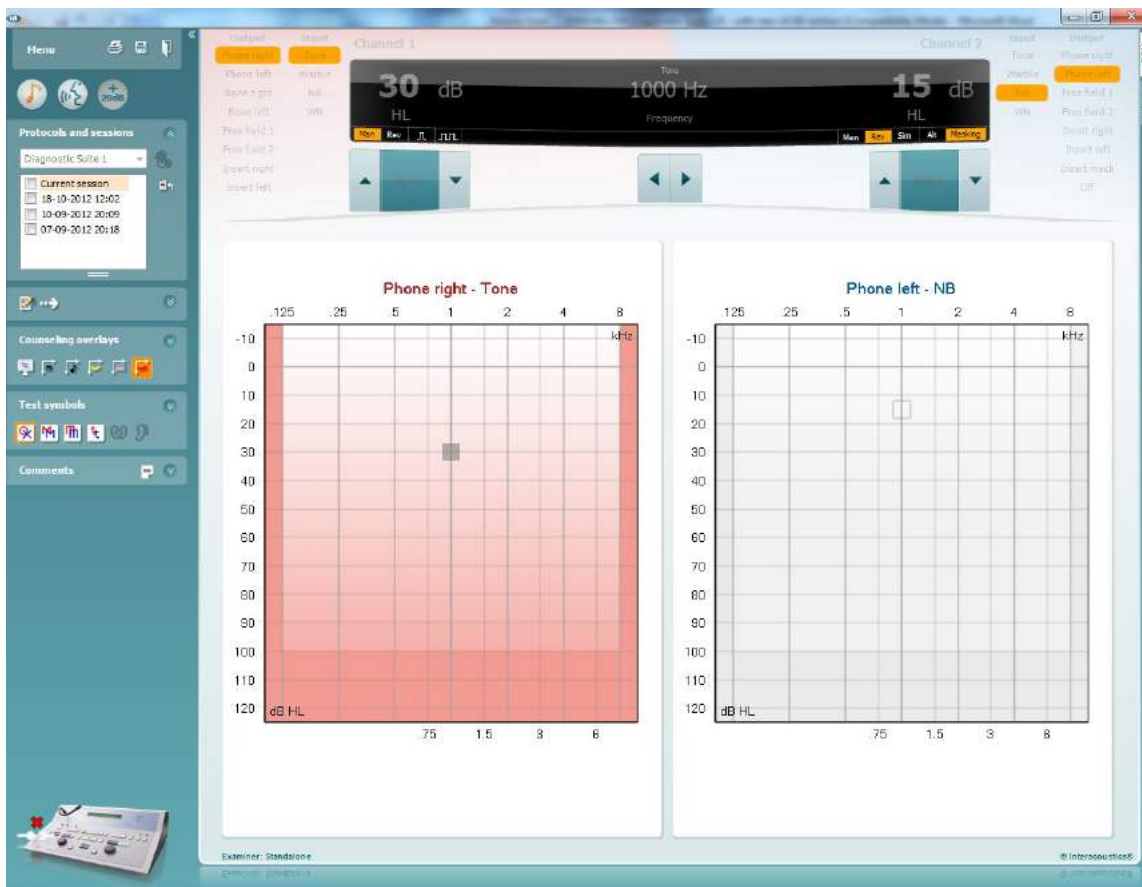 Menu
+
20dB
Protocols and sessions
Diagnostic Suite 1
Current session
18-10-2012 12:02
10-09-2012 20:09
07-09-2012 20:18
Counseling overlays
Test symbols
Comments
Output
Phone right
Phone left
Bone right
Bone left
Free field 1
Free field 2
Insert right
Insert left
Input
Tone
Warble
NB
WN
Channel 1
30 dB
HL
Man Rev
Tone
1000 Hz
Frequency
Channel 2
15 dB
HL
Man Rev Sim Alt Masking
Input
Tone
Warble
NB
WN
Output
Phone right
Phone left
Free field 1
Free field 2
Insert right
Insert left
Insert mask
Off
Phone right - Tone
.125 .25 .5 1 2 4 8
kHz
-10
0
10
20
30
40
50
60
70
80
90
100
110
120
dB HL
.75 1.5 3 6
Phone left - NB
.125 .25 .5 1 2 4 8
kHz
-10
0
10
20
30
40
50
60
70
80
90
100
110
120
dB HL
.75 1.5 3 6
Examiner: Standalone
® Interacoustics®